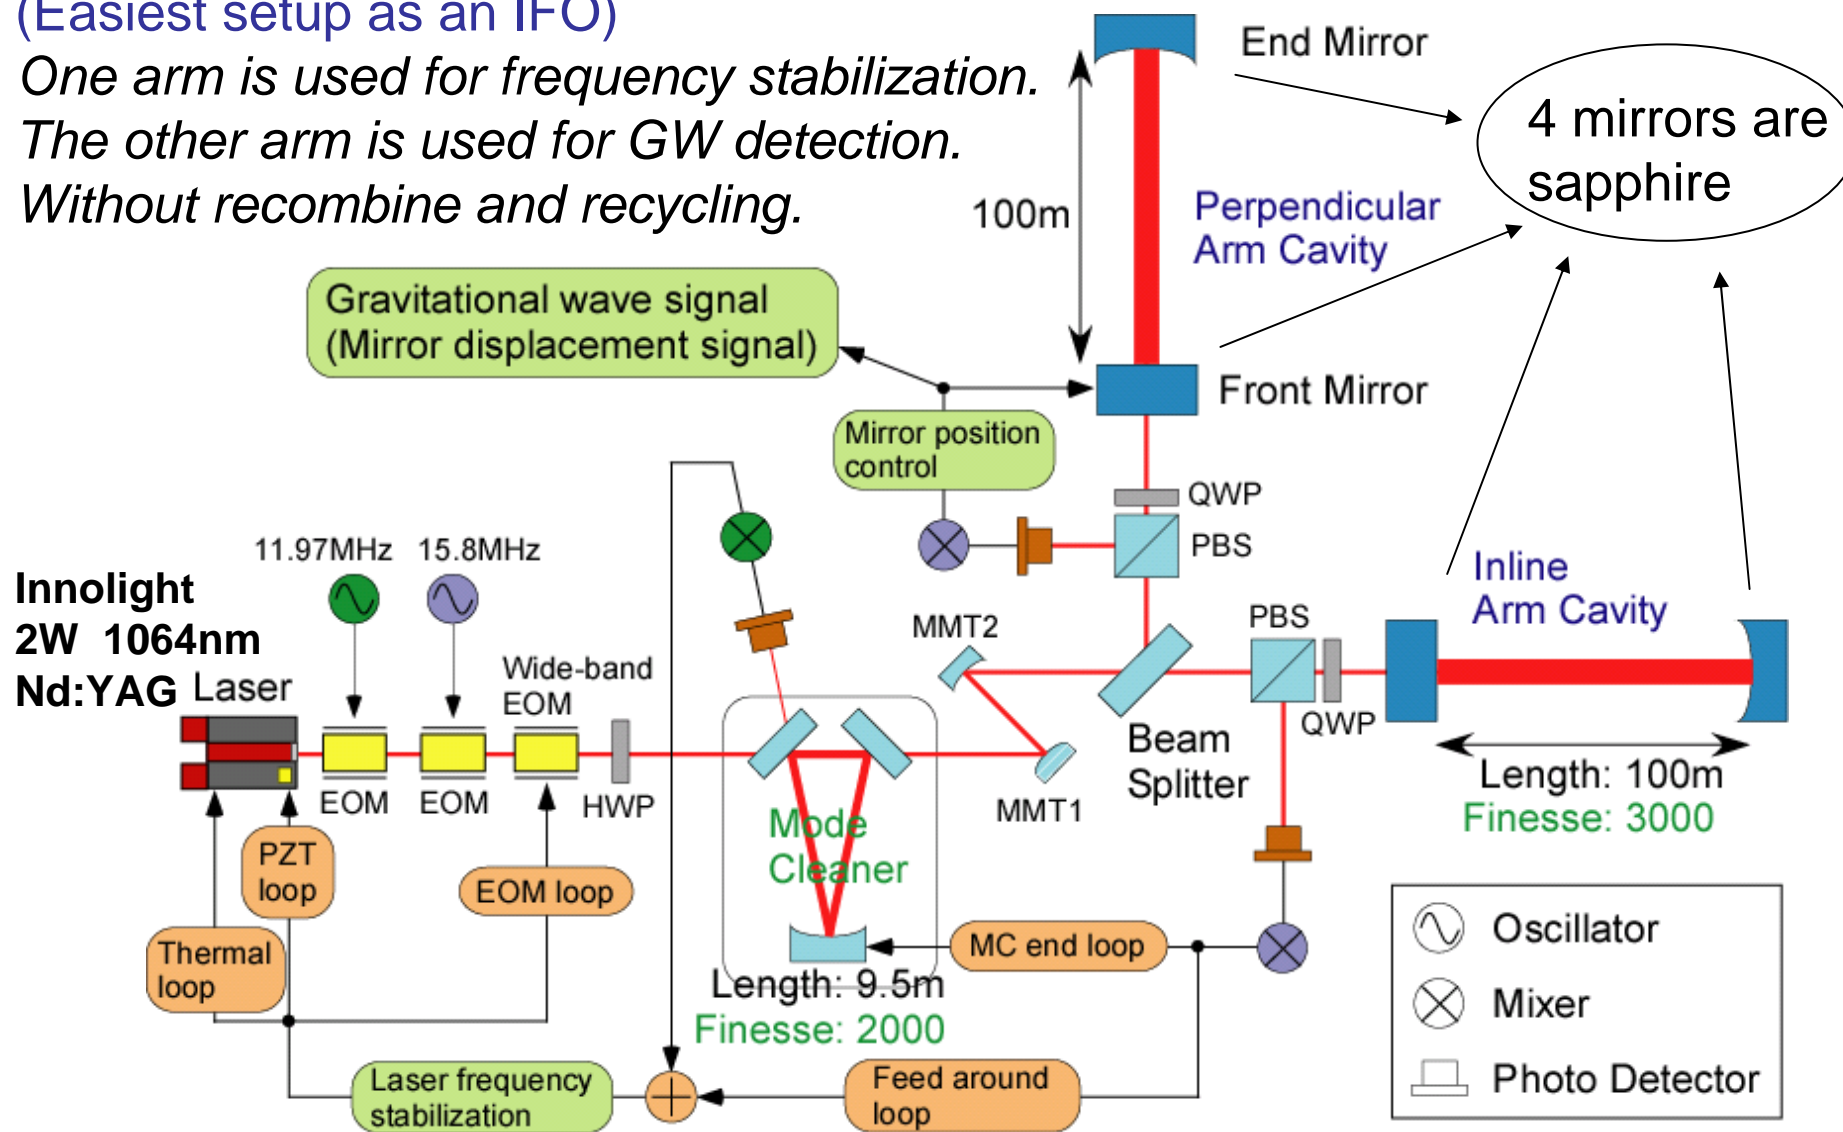 (Easiest setup as an IFO)
One arm is used for frequency stabilization.
The other arm is used for GW detection.
Without recombine and recycling.
End Mirror
4 mirrors are
sapphire
100m
Perpendicular
Arm Cavity
Gravitational wave signal
(Mirror displacement signal)
Front Mirror
Mirror position
control
QWP
PBS
11.97MHz
15.8MHz
Innolight
2W 1064nm
Nd:YAG
Laser
Wide-band
EOM
MMT2
PBS
Inline
Arm Cavity
QWP
Beam
Splitter
EOM
EOM
HWP
MMT1
Length: 100m
Finesse: 3000
Mode
Cleaner
PZT
loop
EOM loop
Thermal
loop
MC end loop
Length: 9.5m
Finesse: 2000
Laser frequency
stabilization
Feed around
loop
Oscillator
Mixer
Photo Detector